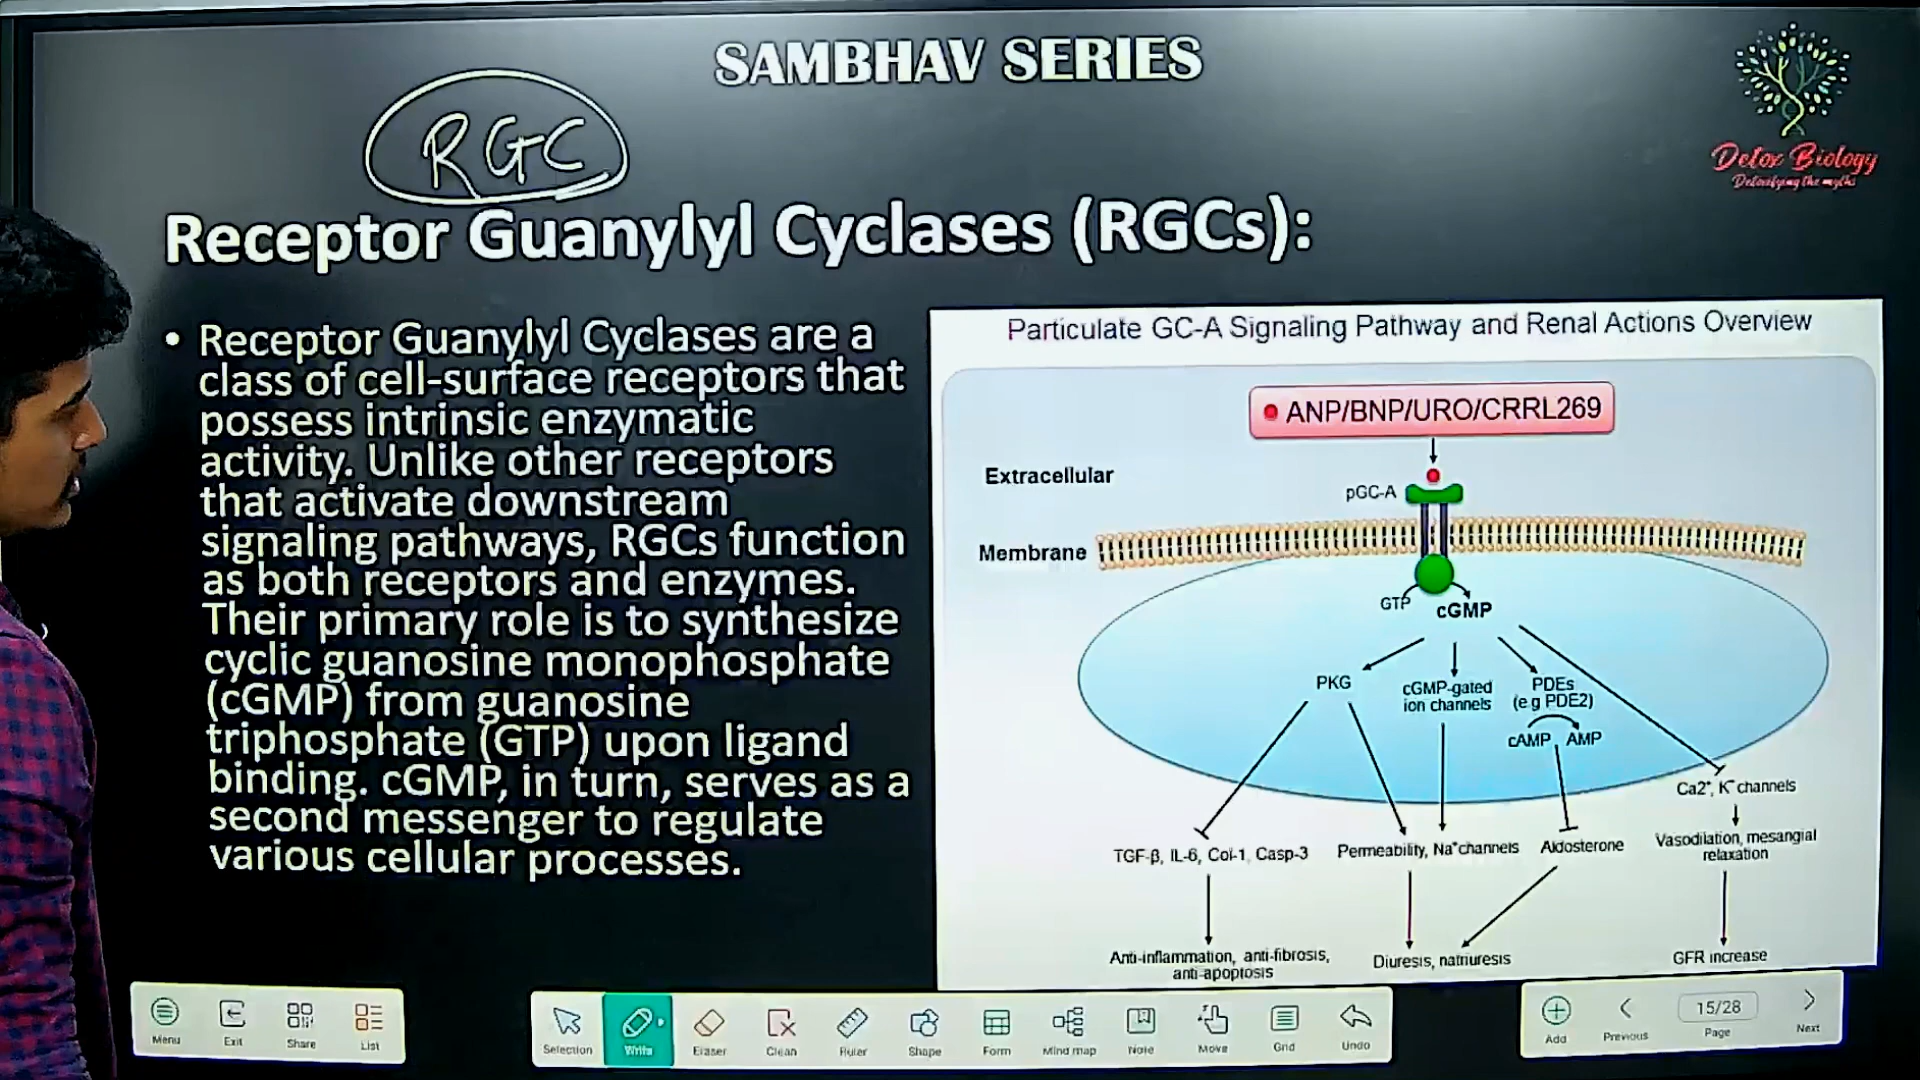 SAMBHAV SERIES
RGC
Detox Biology
Detoxifying the myths
Receptor Guanylyl Cyclases (RGCs):
• Receptor Guanylyl Cyclases are a
class of cell-surface receptors that
possess intrinsic enzymatic
activity. Unlike other receptors
that activate downstream
signaling pathways, RGCs function
as both receptors and enzymes.
Their primary role is to synthesize
cyclic guanosine monophosphate
(cGMP) from guanosine
triphosphate (GTP) upon ligand
binding. cGMP, in turn, serves as a
second messenger to regulate
various cellular processes.
Particulate GC-A Signaling Pathway and Renal Actions Overview
ANP/BNP/URO/CRRL269
Extracellular
pGC-A
Membrane
GTP
cGMP
PKG
cGMP-gated
ion channels
PDEs
(e.g PDE2)
cAMP AMP
Ca2⁺, K⁺ channels
TGF-β, IL-6, Col-1, Casp-3
Permeability, Na⁺channels
Aldosterone
Vasodilation, mesangial
relaxation
Anti-inflammation, anti-fibrosis,
anti-apoptosis
Diuresis, natriuresis
GFR increase
Menu
Exit
Share
List
Selection
Write
Eraser
Clean
Ruler
Shape
Form
Mind map
Note
Move
Grid
Undo
Add
Previous
15/28
Page
Next